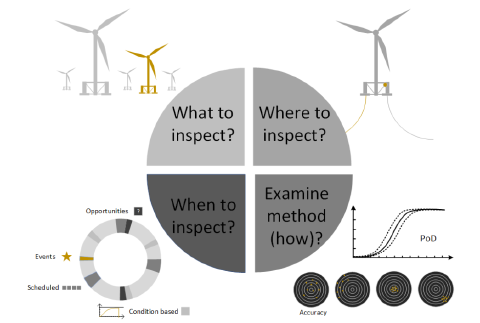 What to
inspect?
Where to
inspect?
When to
inspect?
Examine
method
(how)?
Opportunities ?
Events
Scheduled
Condition based
PoD
Accuracy